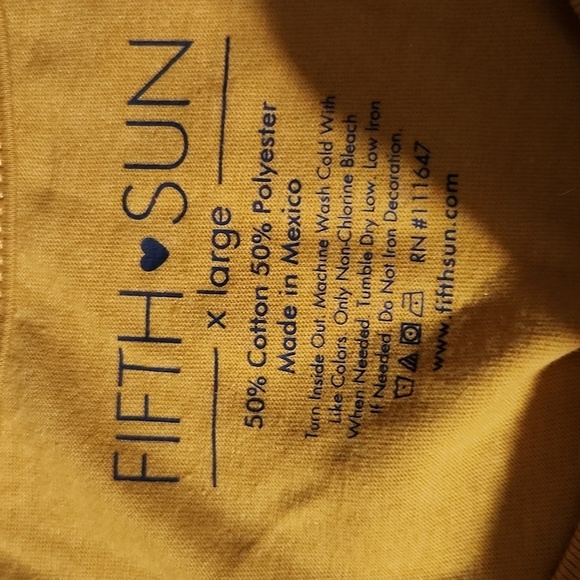 FIFTH♥SUN
x large
50% Cotton 50% Polyester
Made in Mexico
Turn Inside Out. Machine Wash Cold With
Like Colors. Only Non-Chlorine Bleach
When Needed. Tumble Dry Low. Low Iron
If Needed. Do Not Iron Decoration.
RN#111647
www.fifthsun.com